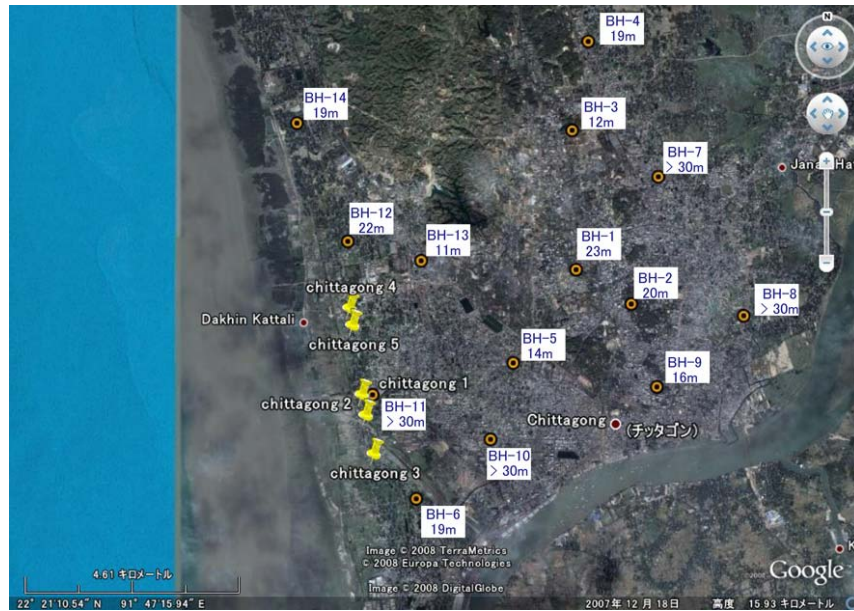 BH-4
19m
N
BH-14
19m
BH-3
12m
BH-7
> 30m
BH-12
22m
BH-13
11m
BH-1
23m
BH-2
20m
BH-8
> 30m
chittagong 4
Dakhin Kattali
chittagong 5
BH-5
14m
BH-9
16m
chittagong 1
chittagong 2
BH-11
> 30m
Chittagong
(チッタゴン)
BH-10
> 30m
chittagong 3
BH-6
19m
Image © 2008 TerraMetrics
© 2008 Europa Technologies
Image © 2008 DigitalGlobe
4.61 キロメートル
Google
22° 21'10.54" N 91° 47'15.94" E
2007年 12月 18日
高度 15.93 キロメートル